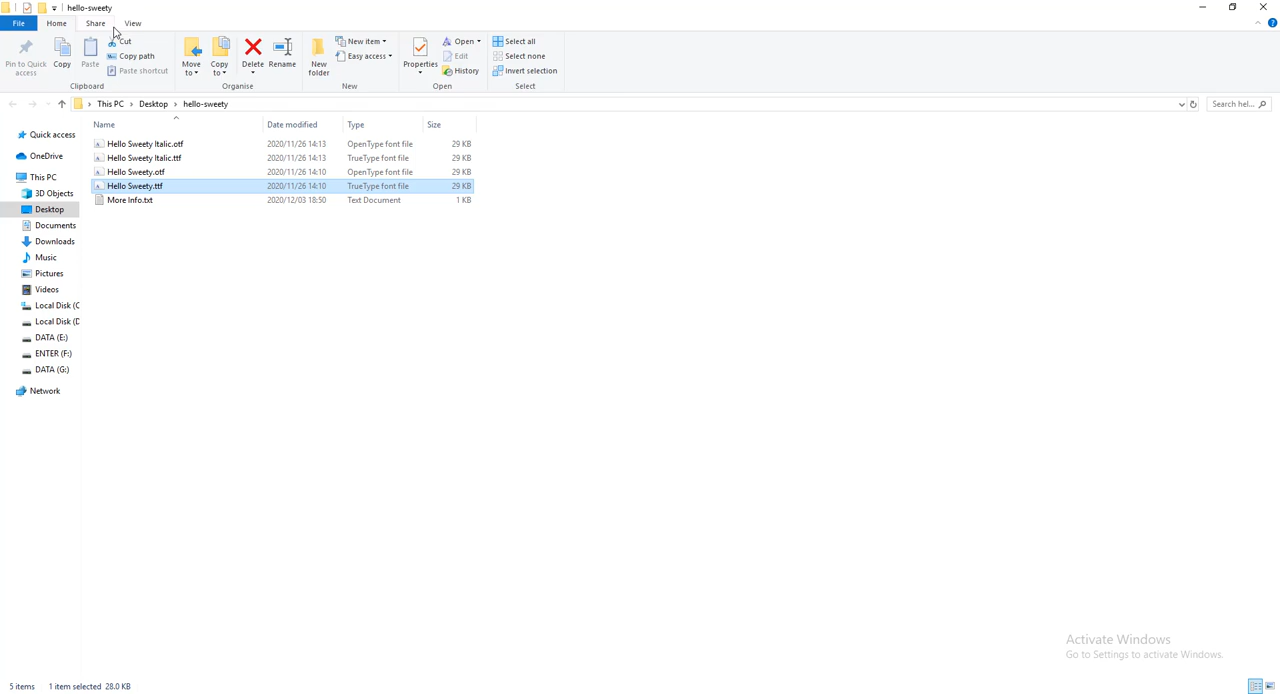 hello-sweety
File Home Share View
Pin to Quick access
Copy
Paste
Cut
Copy path
Paste shortcut
Clipboard
Move to
Copy to
Delete
Rename
Organise
New folder
New item
Easy access
New
Properties
Open
Edit
History
Open
Select all
Select none
Invert selection
Select
This PC > Desktop > hello-sweety
Search hel...
Name Date modified Type Size
Hello Sweety Italic.otf 2020/11/26 14:13 OpenType font file 29 KB
Hello Sweety Italic.ttf 2020/11/26 14:13 TrueType font file 29 KB
Hello Sweety.otf 2020/11/26 14:10 OpenType font file 29 KB
Hello Sweety.ttf 2020/11/26 14:10 TrueType font file 29 KB
More Info.txt 2020/12/03 18:50 Text Document 1 KB
Quick access
OneDrive
This PC
3D Objects
Desktop
Documents
Downloads
Music
Pictures
Videos
Local Disk (C
Local Disk (D
DATA (E:)
ENTER (F:)
DATA (G:)
Network
Activate Windows
Go to Settings to activate Windows.
5 items 1 item selected 28.0 KB